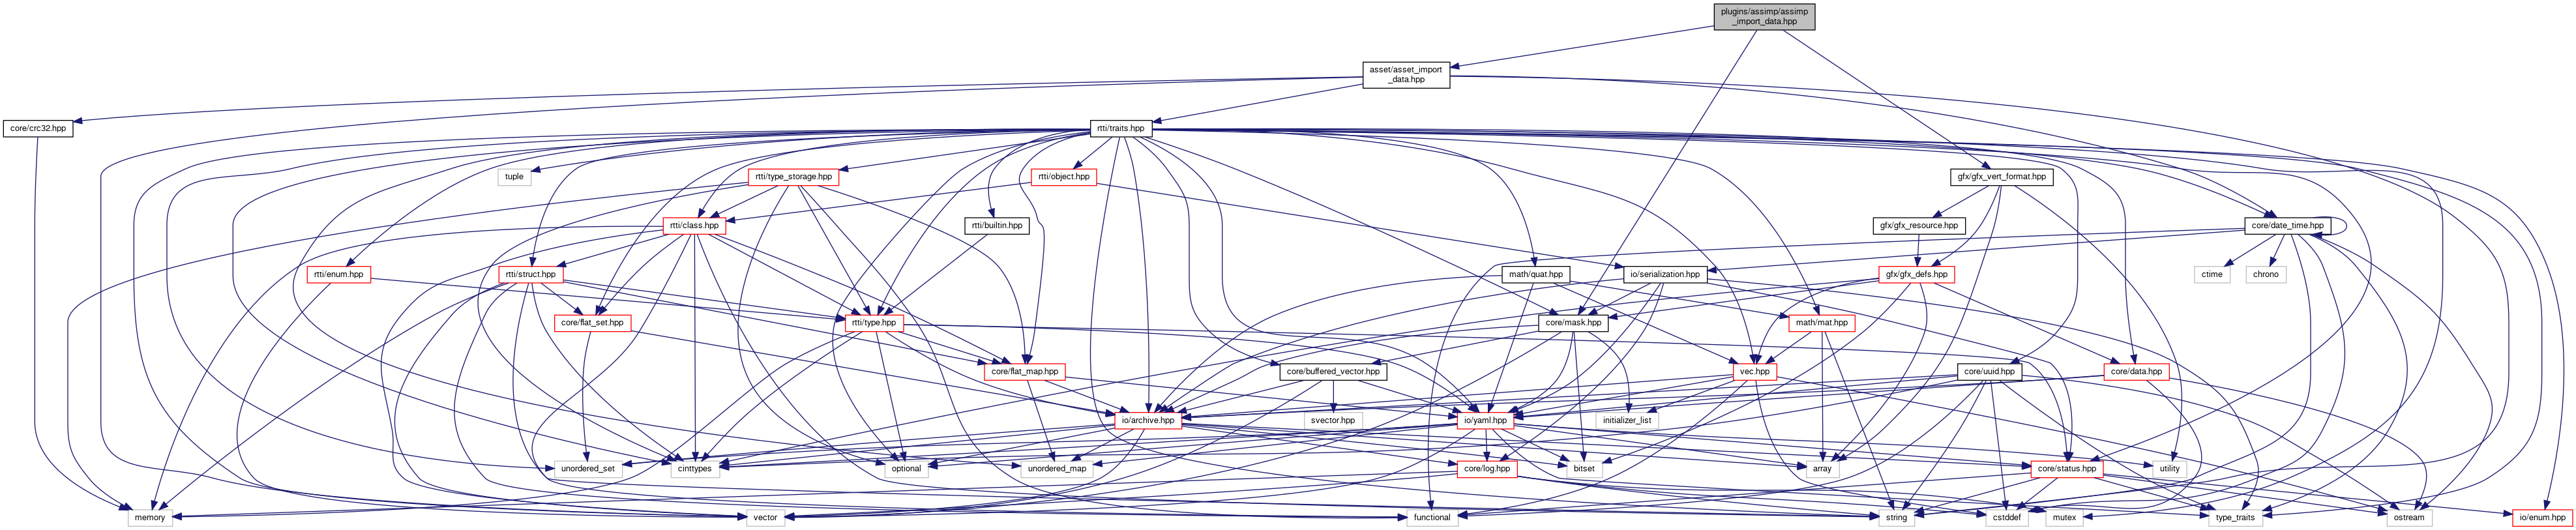 plugins/assimp/assimp
_import_data.hpp
asset/asset_import
_data.hpp
core/crc32.hpp
rtti/traits.hpp
tuple
rtti/type_storage.hpp
rtti/object.hpp
gfx/gfx_vert_format.hpp
rtti/class.hpp
rtti/builtin.hpp
gfx/gfx_resource.hpp
core/date_time.hpp
rtti/enum.hpp
rtti/struct.hpp
math/quat.hpp
io/serialization.hpp
gfx/gfx_defs.hpp
ctime
chrono
core/flat_set.hpp
rtti/type.hpp
core/mask.hpp
math/mat.hpp
core/flat_map.hpp
core/buffered_vector.hpp
vec.hpp
core/uuid.hpp
core/data.hpp
io/archive.hpp
svector.hpp
io/yaml.hpp
initializer_list
unordered_set
cinttypes
optional
unordered_map
core/log.hpp
bitset
array
core/status.hpp
utility
memory
vector
functional
string
cstddef
mutex
type_traits
ostream
io/enum.hpp